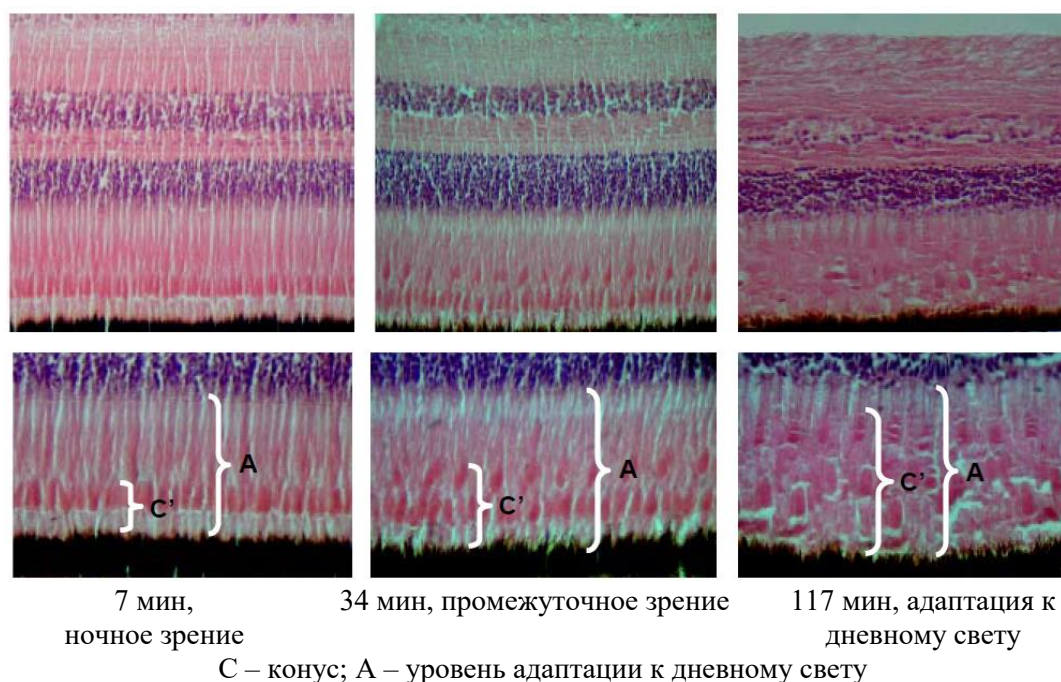 A
C’
A
C’
C’
A
7 мин,
ночное зрение
34 мин, промежуточное зрение
117 мин, адаптация к
дневному свету
С – конус; А – уровень адаптации к дневному свету